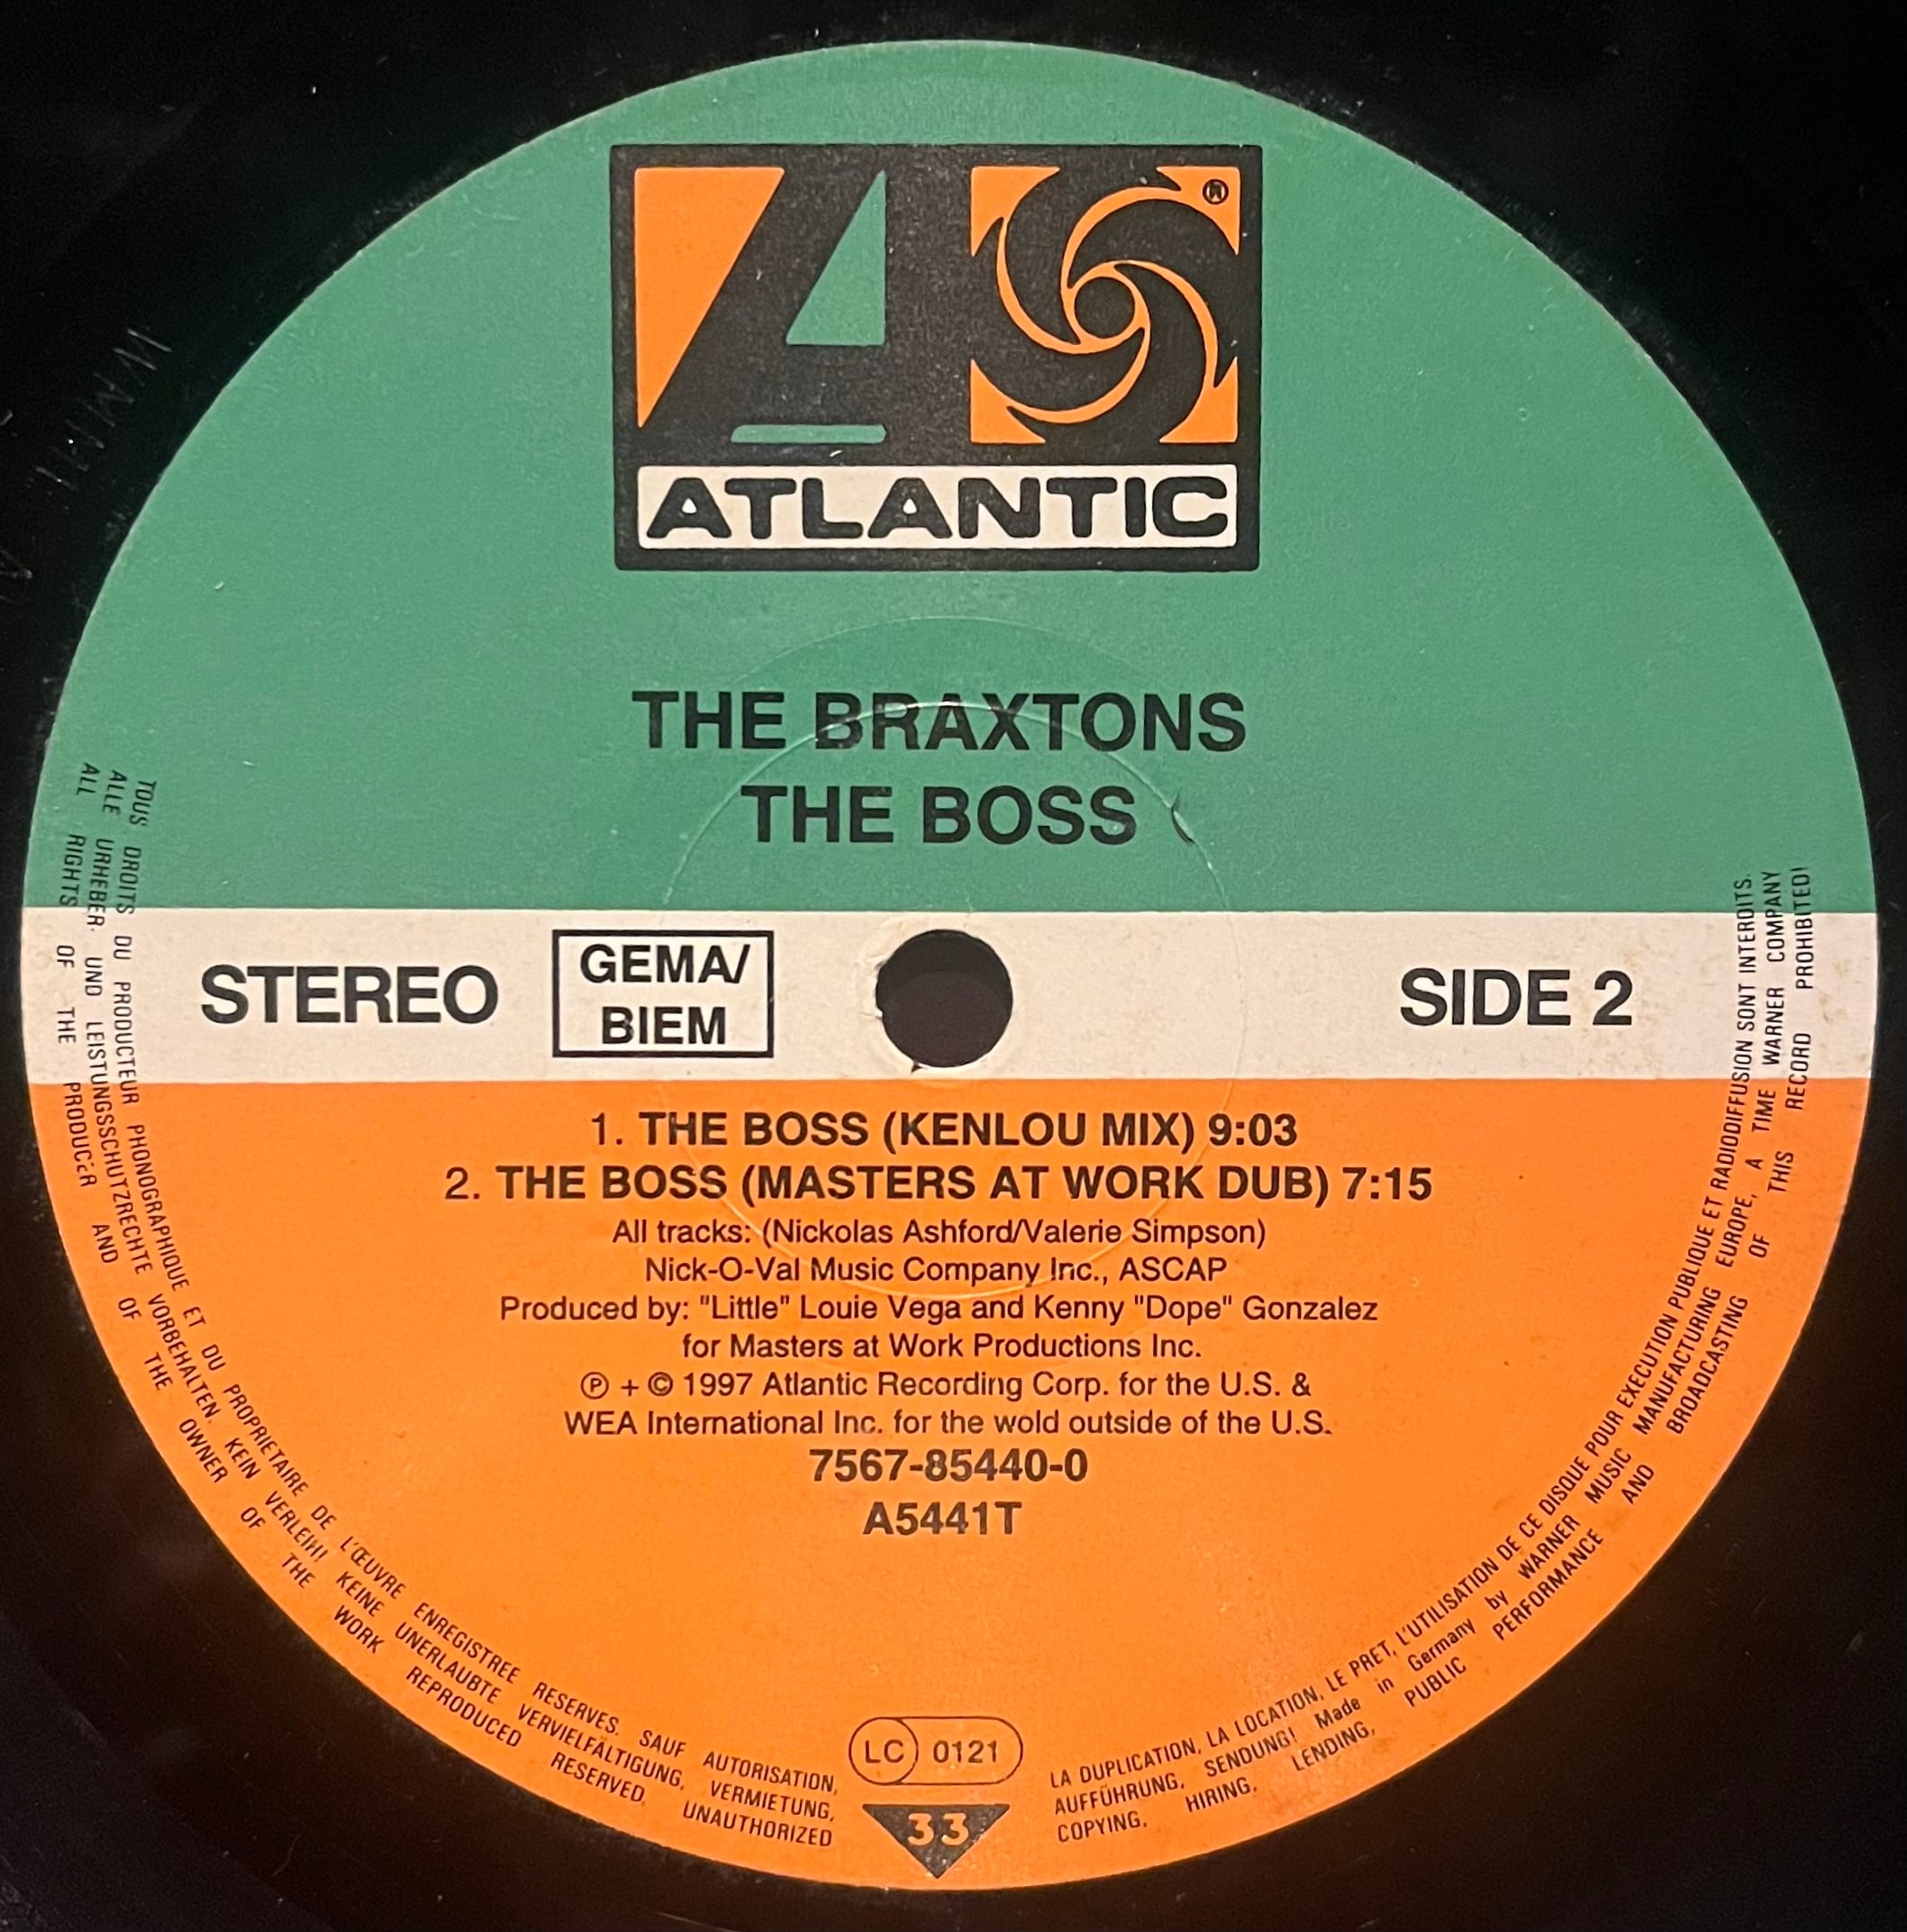 ®
ATLANTIC
THE BRAXTONS
THE BOSS
STEREO
GEMA/
BIEM
SIDE 2
1. THE BOSS (KENLOU MIX) 9:03
2. THE BOSS (MASTERS AT WORK DUB) 7:15
All tracks: (Nickolas Ashford/Valerie Simpson)
Nick-O-Val Music Company Inc., ASCAP
Produced by: "Little" Louie Vega and Kenny "Dope" Gonzalez
for Masters at Work Productions Inc.
℗ + © 1997 Atlantic Recording Corp. for the U.S. &
WEA International Inc. for the wold outside of the U.S.
7567-85440-0
A5441T
LC 0121
33
TOUS DROITS DU PRODUCTEUR PHONOGRAPHIQUE ET DU PROPRIETAIRE DE L'ŒUVRE ENREGISTREE RESERVES. SAUF AUTORISATION, LA DUPLICATION, LA LOCATION, LE PRET, L'UTILISATION DE CE DISQUE POUR EXECUTION PUBLIQUE ET RADIODIFFUSION SONT INTERDITS.
ALLE URHEBER- UND LEISTUNGSSCHUTZRECHTE VORBEHALTEN. KEIN VERLEIH! KEINE UNERLAUBTE VERVIELFÄLTIGUNG, VERMIETUNG, AUFFÜHRUNG, SENDUNG! Made in Germany by WARNER MUSIC MANUFACTURING EUROPE, A TIME WARNER COMPANY
ALL RIGHTS OF THE PRODUCER AND OF THE OWNER OF THE WORK REPRODUCED RESERVED. UNAUTHORIZED COPYING, HIRING, LENDING, PUBLIC PERFORMANCE AND BROADCASTING OF THIS RECORD PROHIBITED!